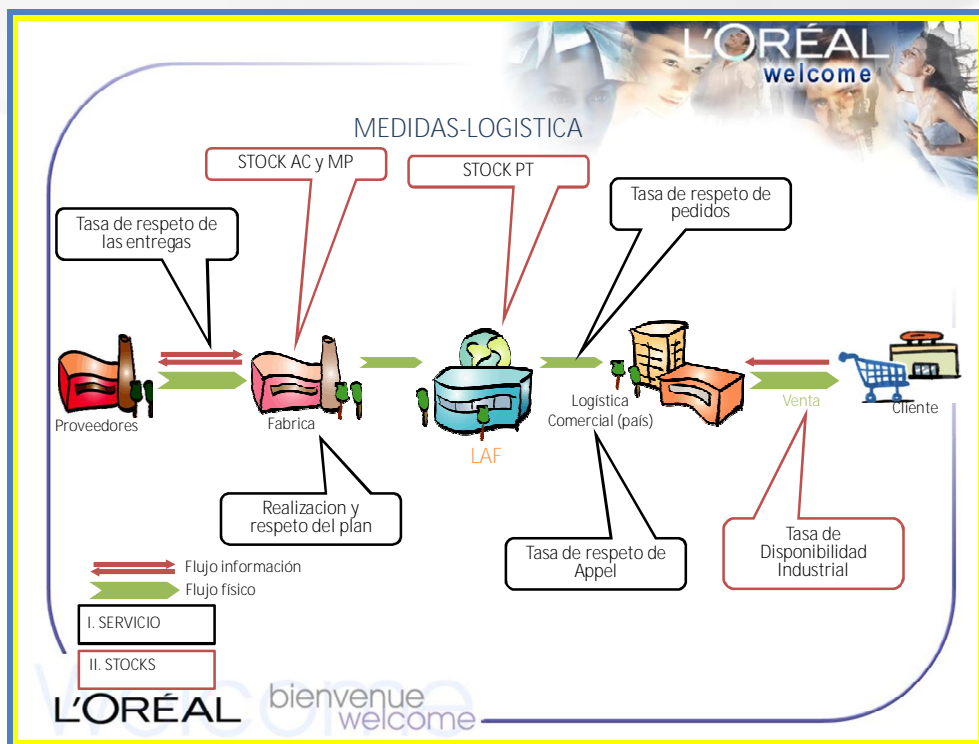 L'ORÉAL
welcome
MEDIDAS-LOGISTICA
STOCK AC y MP
STOCK PT
Tasa de respeto de
pedidos
Tasa de respeto de
las entregas
Proveedores
Fabrica
LAF
Logística
Comercial (país)
Venta
Cliente
Realizacion y
respeto del plan
Tasa de respeto de
Appel
Tasa de
Disponibilidad
Industrial
Flujo información
Flujo físico
I. SERVICIO
II. STOCKS
Welcome
L'ORÉAL
bienvenue
welcome